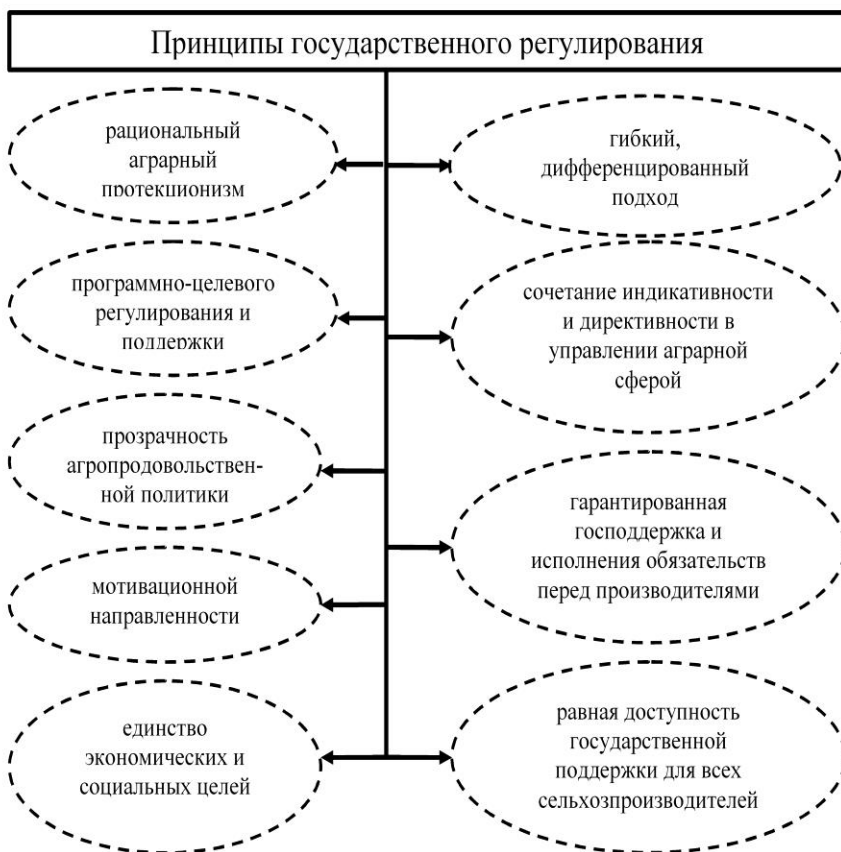 Принципы государственного регулирования
рациональный
аграрный
протекционизм
гибкий,
дифференцированный
подход
программно-целевого
регулирования и
поддержки
сочетание индикативности
и директивности в
управлении аграрной
сферой
прозрачность
агропродовольствен-
ной политики
гарантированная
господдержка и
исполнения обязательств
перед производителями
мотивационной
направленности
единство
экономических и
социальных целей
равная доступность
государственной
поддержки для всех
сельхозпроизводителей